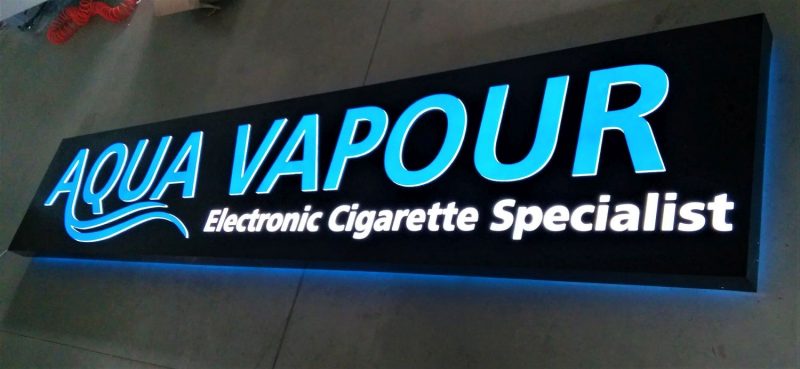 AQUA VAPOUR
Electronic Cigarette Specialist